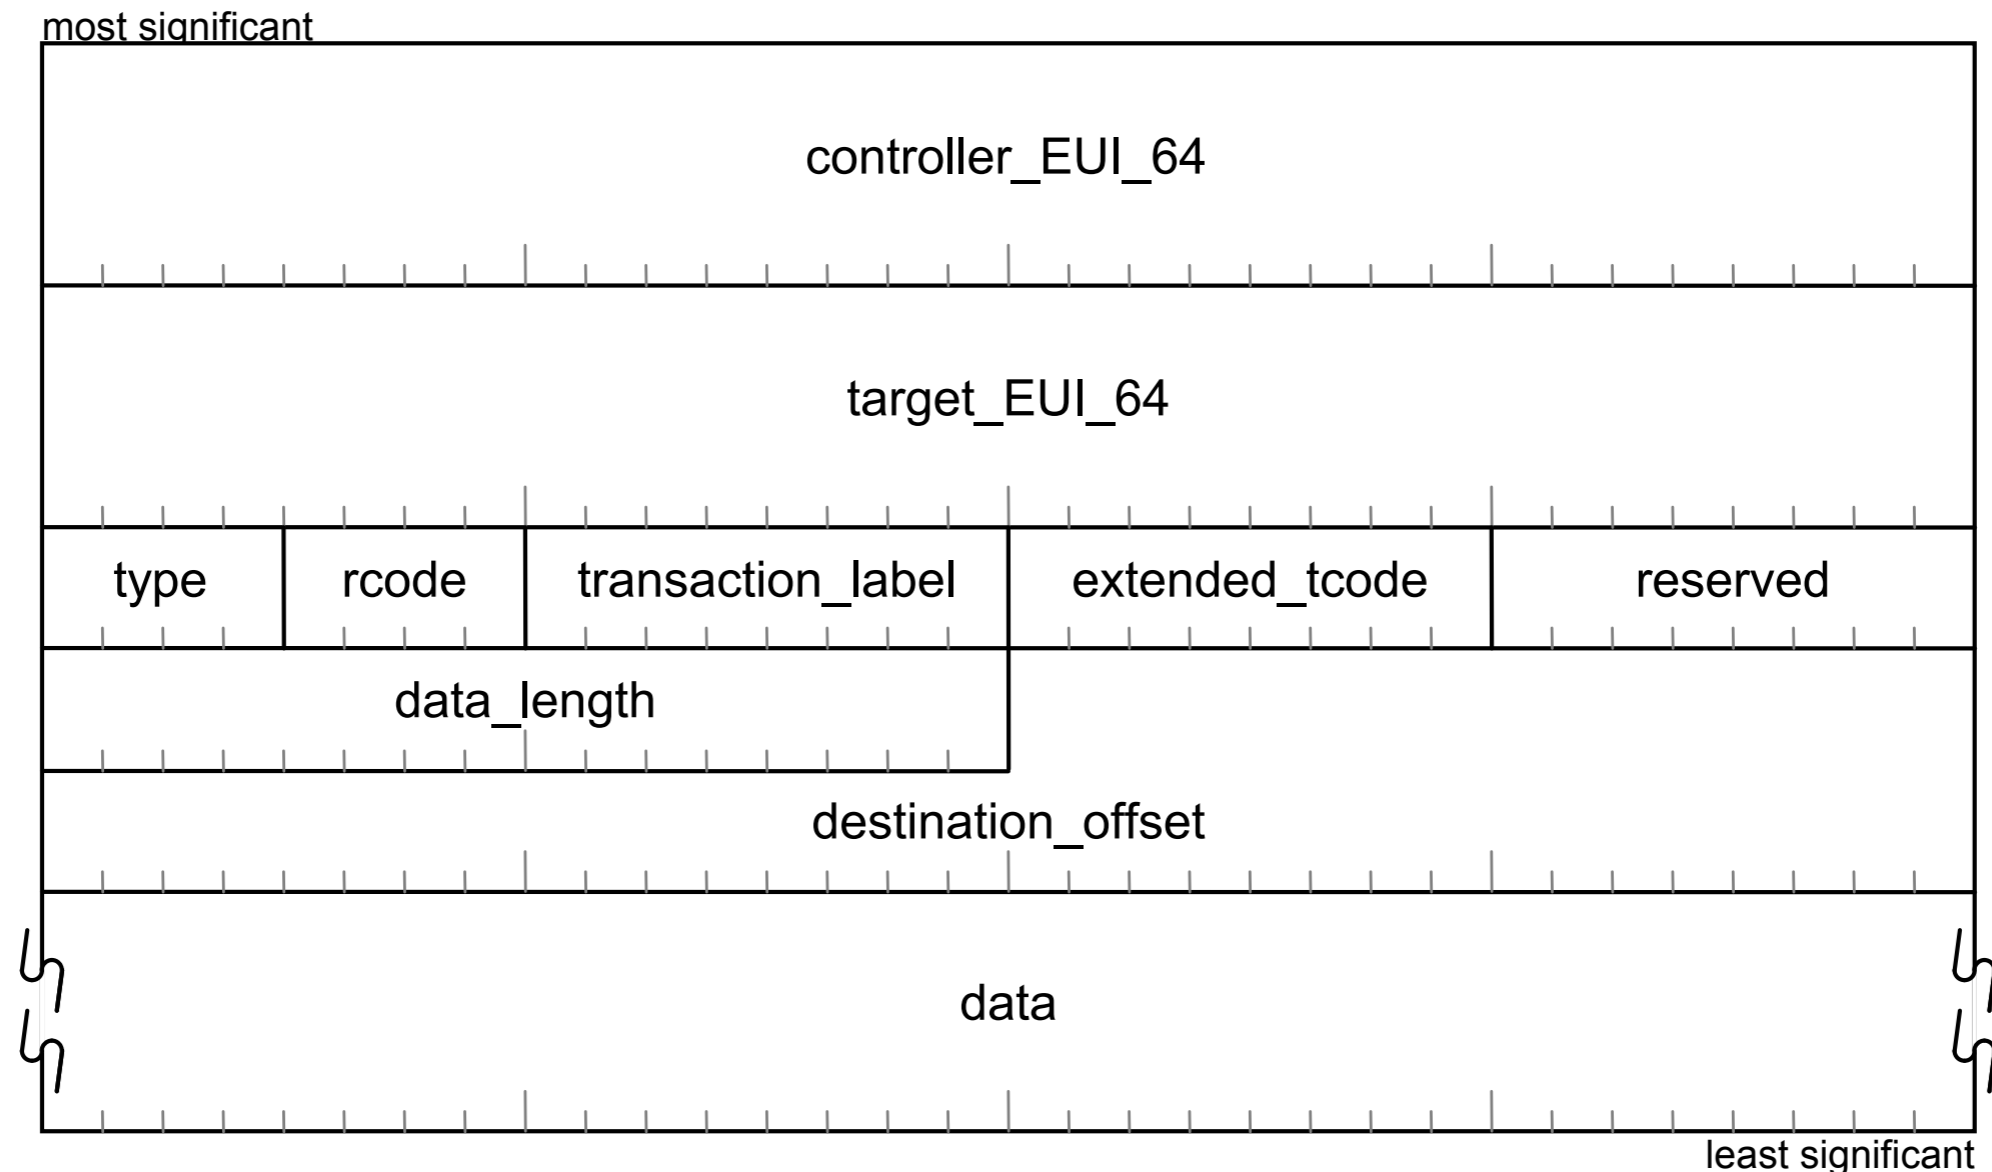 most significant
controller_EUI_64
target_EUI_64
type rcode transaction_label extended_tcode reserved
data_length
destination_offset
data
least significant